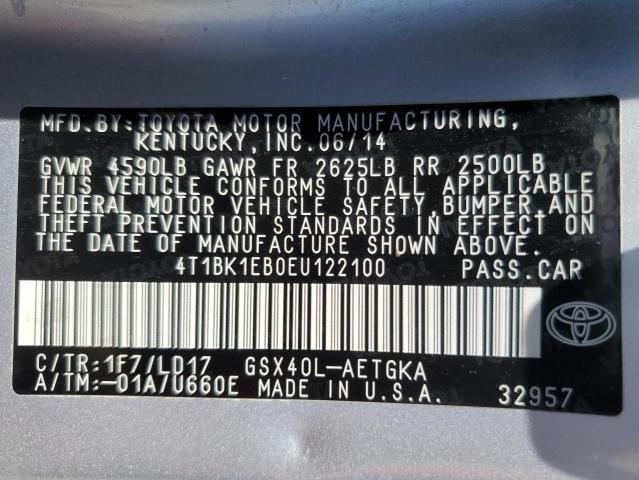 MFD.BY:TOYOTA MOTOR MANUFACTURING,
KENTUCKY, INC. 06/14
GVWR 4590LB GAWR FR 2625LB RR 2500LB
THIS VEHICLE CONFORMS TO ALL APPLICABLE
FEDERAL MOTOR VEHICLE SAFETY, BUMPER, AND
THEFT PREVENTION STANDARDS IN EFFECT ON
THE DATE OF MANUFACTURE SHOWN ABOVE.
4T1BK1EB0EU122100 PASS.CAR
C/TR:1F7/LD17 GSX40L-AETGKA
A/TM:-01A/U660E MADE IN U.S.A. 32957